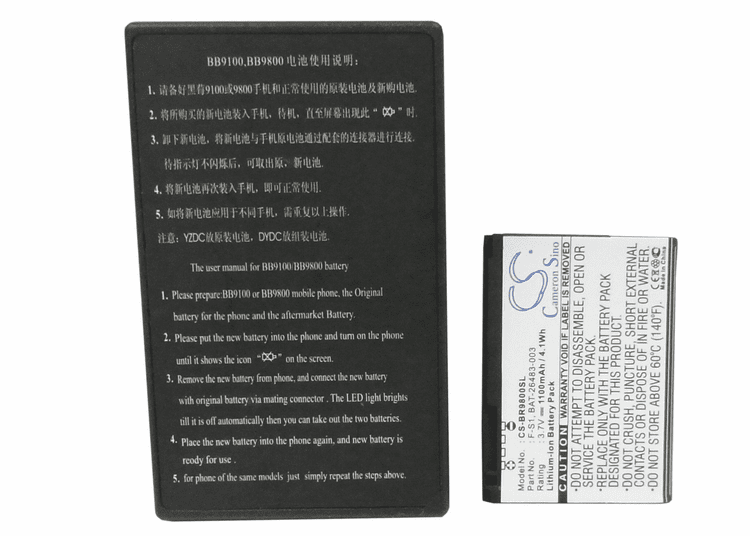 BB9100,BB9800 电池使用说明:
1. 请备好黑莓9100或9800手机和正常使用的原装电池及新购电池.
2. 将所购买的新电池装入手机, 待机, 直至屏幕出现此 " " 时.
3. 卸下新电池, 将新电池与手机原电池通过配套的连接器进行连接.
待指示灯不闪烁后, 可取出原、新电池.
4. 将新电池再次装入手机, 即可正常使用.
5. 如将新电池应用于不同手机, 需重复以上操作.
注意: YZDC放原装电池, DYDC放组装电池.
The user manual for BB9100/BB9800 battery
1. Please prepare:BB9100 or BB9800 mobile phone, the Original
battery for the phone and the aftermarket Battery.
2. Please put the new battery into the phone and turn on the phone
until it shows the icon " " on the screen.
3. Remove the new battery from phone, and connect the new battery
with original battery via mating connector . The LED light brights
till it is off automatically then you can take out the two batteries.
4. Place the new battery into the phone again, and new battery is
ready for use .
5. for phone of the same models just simply repeat the steps above.
CS
Cameron Sino
CE
Made in China
Model No.: CS-BR9800SL
Part No.: F-S1, BAT-26483-003
Rating: 3.7V 1100mAh / 4.1Wh
Lithium-Ion Battery Pack
CAUTION WARRANTY VOID IF LABEL IS REMOVED
•DO NOT ATTEMPT TO DISASSEMBLE, OPEN OR
SERVICE THE BATTERY PACK.
•REPLACE ONLY WITH THE BATTERY PACK
DESIGNATED FOR THIS PRODUCT.
•DO NOT CRUSH, PUNCTURE, SHORT EXTERNAL
CONTACTS OR DISPOSE OF IN FIRE OR WATER.
•DO NOT STORE ABOVE 60°C (140°F).